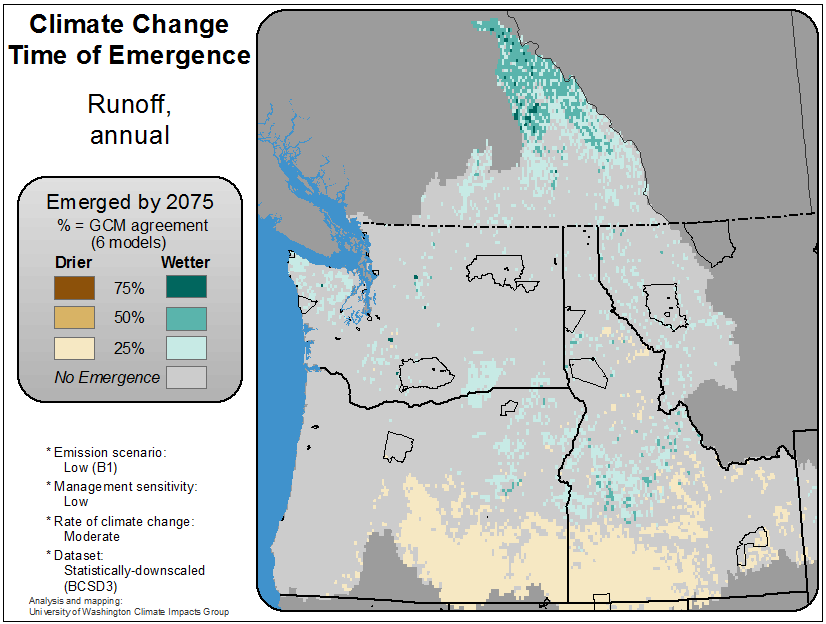 Climate Change
Time of Emergence
Runoff,
annual
Emerged by 2075
% = GCM agreement
(6 models)
Drier Wetter
75%
50%
25%
No Emergence
* Emission scenario:
Low (B1)
* Management sensitivity:
Low
* Rate of climate change:
Moderate
* Dataset:
Statistically-downscaled
(BCSD3)
Analysis and mapping:
University of Washington Climate Impacts Group